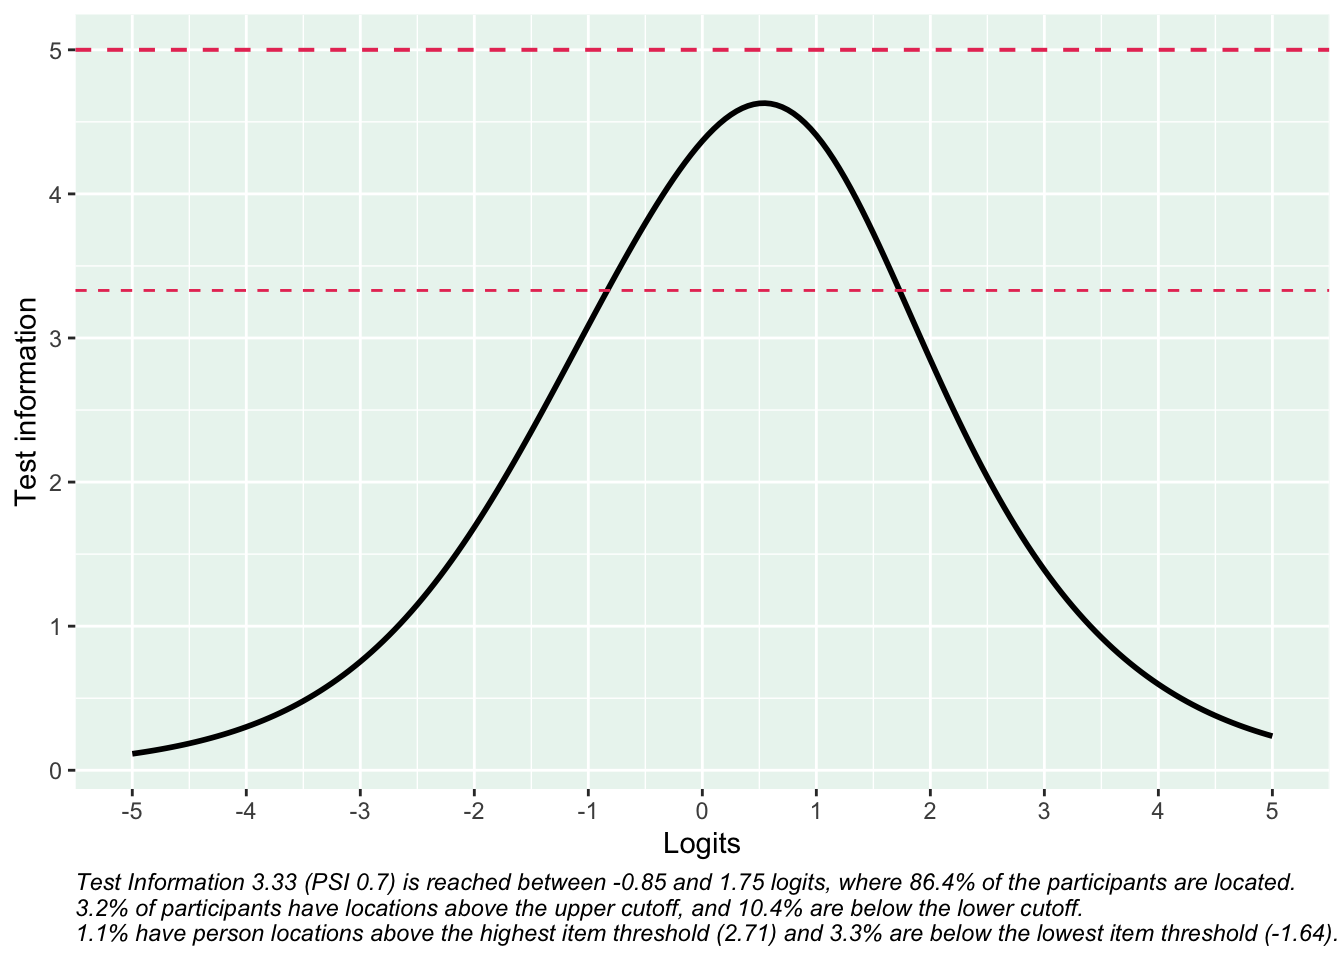 5
4
3
2
1
0
Test information
-5 -4 -3 -2 -1 0 1 2 3 4 5
Logits
Test Information 3.33 (PSI 0.7) is reached between -0.85 and 1.75 logits, where 86.4% of the participants are located.
3.2% of participants have locations above the upper cutoff, and 10.4% are below the lower cutoff.
1.1% have person locations above the highest item threshold (2.71) and 3.3% are below the lowest item threshold (-1.64).